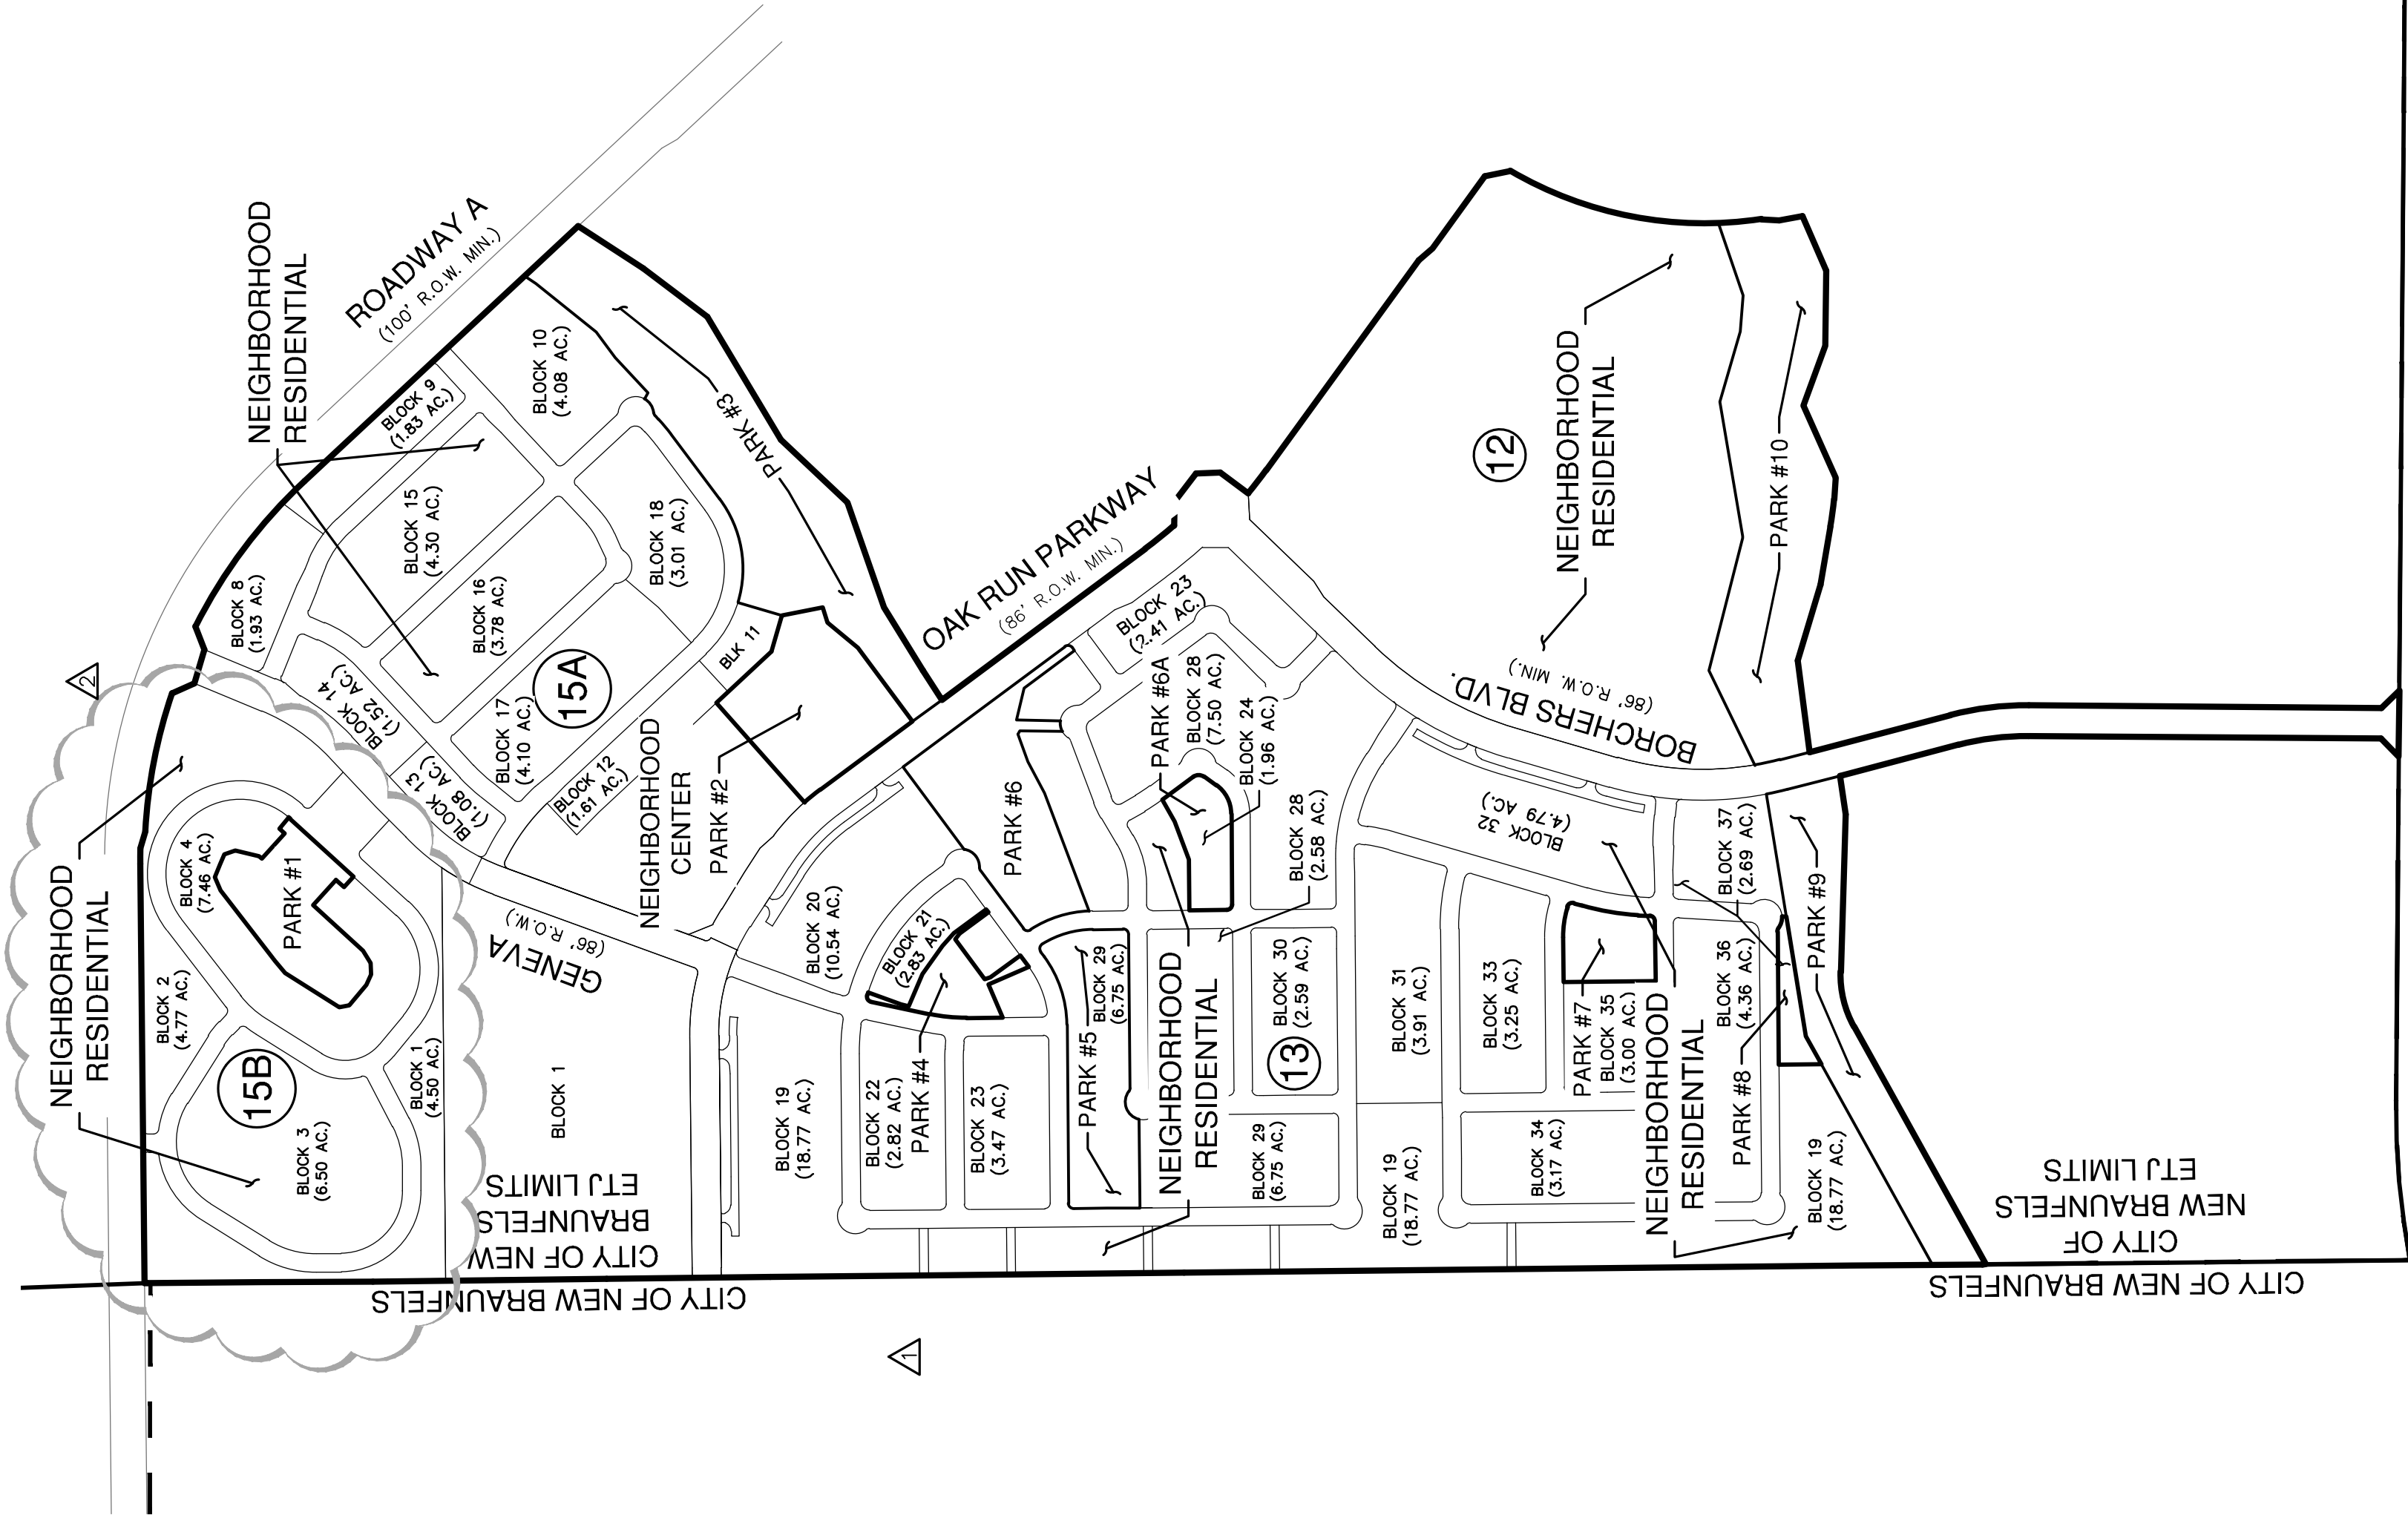 NEIGHBORHOOD
RESIDENTIAL
ROADWAY A
(100' R.O.W. MIN.)
2
NEIGHBORHOOD
RESIDENTIAL
BLOCK 4
(7.46 AC.)
PARK #1
BLOCK 2
(4.77 AC.)
15B
BLOCK 3
(6.50 AC.)
BLOCK 1
(4.50 AC.)
BLOCK 8
(1.93 AC.)
BLOCK 9
(1.83 AC.)
BLOCK 10
(4.08 AC.)
BLOCK 15
(4.30 AC.)
BLOCK 16
(3.78 AC.)
BLOCK 18
(3.01 AC.)
BLOCK 14
(1.52 AC.)
BLOCK 13
(1.08 AC.)
BLOCK 17
(4.10 AC.)
15A
BLOCK 12
(1.61 AC.)
BLK 11
PARK #3
NEIGHBORHOOD
CENTER
PARK #2
GENEVA
(86' R.O.W.)
BLOCK 1
CITY OF NEW
BRAUNFELS
ETJ LIMITS
CITY OF NEW BRAUNFELS
1
OAK RUN PARKWAY
(86' R.O.W. MIN.)
BLOCK 19
(18.77 AC.)
BLOCK 20
(10.54 AC.)
BLOCK 21
(2.83 AC.)
BLOCK 22
(2.82 AC.)
PARK #4
BLOCK 23
(3.47 AC.)
PARK #6
PARK #5
BLOCK 29
(6.75 AC.)
BLOCK 23
(2.41 AC.)
PARK #6A
BLOCK 28
(7.50 AC.)
BLOCK 24
(1.96 AC.)
BLOCK 28
(2.58 AC.)
NEIGHBORHOOD
RESIDENTIAL
BLOCK 30
(2.59 AC.)
13
BLOCK 29
(6.75 AC.)
BLOCK 31
(3.91 AC.)
BLOCK 19
(18.77 AC.)
BORCHERS BLVD.
(86' R.O.W. MIN.)
BLOCK 32
(4.79 AC.)
BLOCK 33
(3.25 AC.)
BLOCK 34
(3.17 AC.)
PARK #7
BLOCK 35
(3.00 AC.)
NEIGHBORHOOD
RESIDENTIAL
BLOCK 37
(2.69 AC.)
BLOCK 36
(4.36 AC.)
PARK #8
PARK #9
BLOCK 19
(18.77 AC.)
12
NEIGHBORHOOD
RESIDENTIAL
PARK #10
CITY OF
NEW BRAUNFELS
ETJ LIMITS
CITY OF NEW BRAUNFELS